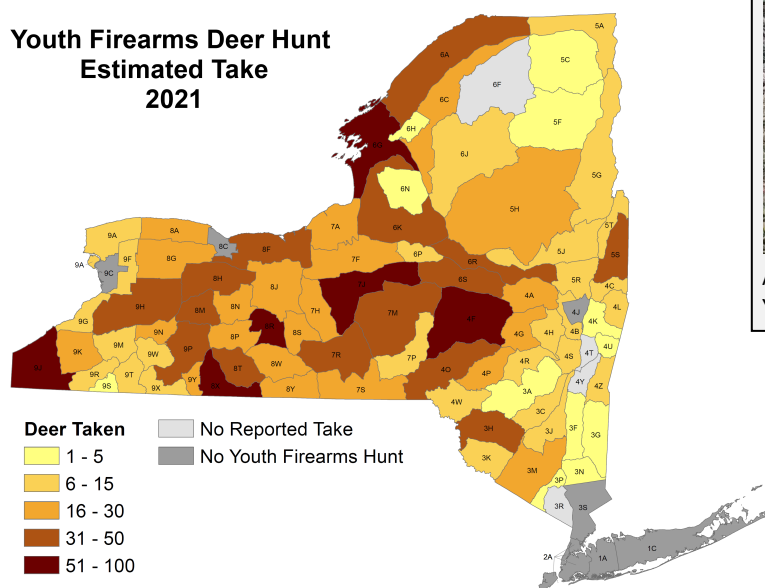 Youth Firearms Deer Hunt
Estimated Take
2021
5A
6A
5C
6F
6C
6H
5F
6J
5G
6N
5H
7A
6K
5T
9A
8A
8C
8F
5S
9F
8G
7F
6P
5J
9A
9C
6R
8H
6S
5R
4C
8J
7J
4A
9H
8M
8N
7H
7M
4F
4J
4L
9G
4K
9N
8P
8S
4G
4H
4B
9K
9M
9W
9P
7R
7P
4R
4S
4T
4U
9J
9R
9T
8T
8W
4O
4P
9S
9X
9Y
8X
8Y
7S
4W
3A
4Y
4Z
3C
3H
3J
3F
3G
3K
3M
3P
3N
3R
3S
2A
1A
1C
Deer Taken
1 - 5
6 - 15
16 - 30
31 - 50
51 - 100
No Reported Take
No Youth Firearms Hunt